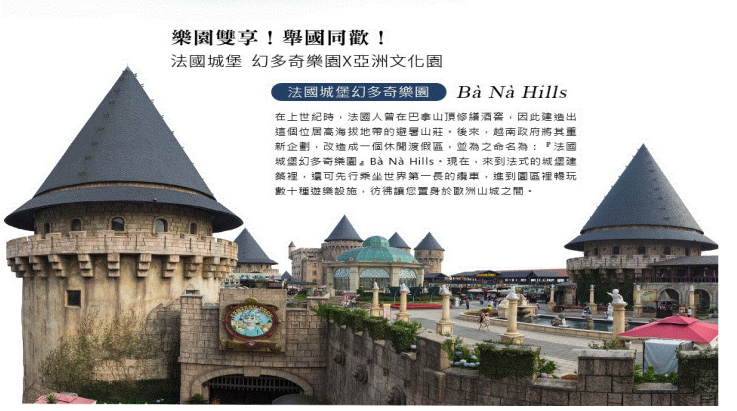 樂園雙享！舉國同歡！
法國城堡 幻多奇樂園X亞洲文化園
法國城堡幻多奇樂園 Bà Nà Hills
在上世紀時，法國人曾在巴拿山頂修繕酒窖，因此建造出
這個位居高海拔地帶的避暑山莊。後來，越南政府將其重
新企劃，改造成一個休閒渡假區，並為之命名為：『法國
城堡幻多奇樂園』Bà Nà Hills。現在，來到法式的城堡建
築裡，還可先行乘坐世界第一長的纜車，進到園區裡暢玩
數十種遊樂設施，彷彿讓您置身於歐洲山城之間。